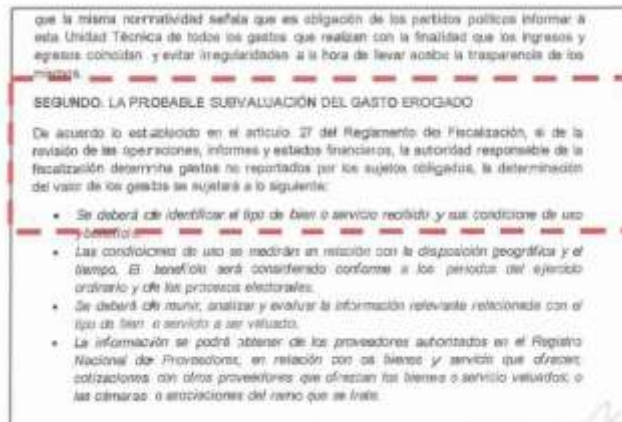 que la misma normatividad señala que es obligación de los partidos políticos informar a
esta Unidad Técnica de todos los gastos que realizan con la finalidad que los ingresos y
egresos coincidan y evitar irregularidades a la hora de llevar acabo la trasparencia de los
mismos.
SEGUNDO. LA PROBABLE SUBVALUACIÓN DEL GASTO EROGADO
De acuerdo lo establecido en el artículo 27 del Reglamento de Fiscalización, si de la
revisión de las operaciones, informes y estados financieros, la autoridad responsable de la
fiscalización determina gastos no reportados por los sujetos obligados, la determinación
del valor de los gastos se sujetará a lo siguiente:
• Se deberá de identificar el tipo de bien o servicio recibido y sus condicione de uso
y beneficio.
• Las condiciones de uso se medirán en relación con la disposición geográfica y el
tiempo. El beneficio será considerado conforme a los periodos del ejercicio
ordinario y de los procesos electorales.
• Se deberá de reunir, analizar y evaluar la información relevante relacionada con el
tipo de bien o servicio a ser valuado.
• La información se podrá obtener de los proveedores autorizados en el Registro
Nacional de Proveedores, en relación con os bienes y servicio que ofrecen;
cotizaciones con otros proveedores que ofrezcan los bienes o servicio valuados; o
las cámaras o asociaciones del ramo que se trate.